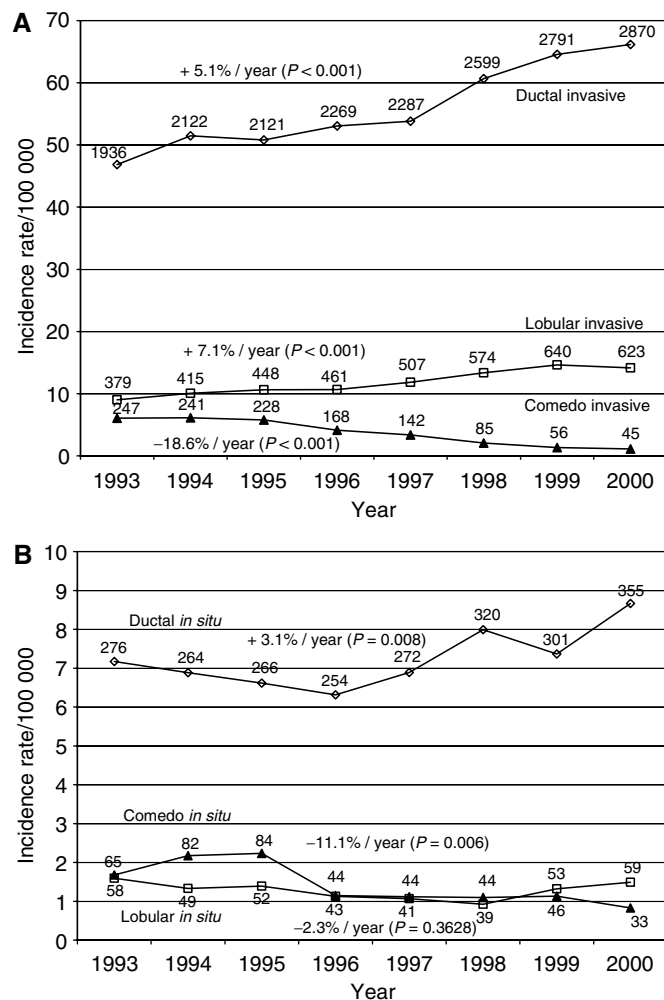 A
70
60
50
40
30
20
10
0
Incidence rate/100 000
+ 5.1% / year (P < 0.001)
1936 2122 2121 2269 2287 2599 2791 2870
Ductal invasive
Lobular invasive
+ 7.1% / year (P < 0.001)
379 415 448 461 507 574 640 623
Comedo invasive
247 241 228 168 142 85 56 45
−18.6% / year (P < 0.001)
1993 1994 1995 1996 1997 1998 1999 2000
Year
B
10
9
8
7
6
5
4
3
2
1
0
Incidence rate/100 000
Ductal in situ
+ 3.1% / year (P = 0.008)
276 264 266 254 272 320 301 355
Comedo in situ
−11.1% / year (P = 0.006)
65 82 84 44 44 44 53 59
58 49 52 43 41 39 46 33
Lobular in situ
−2.3% / year (P = 0.3628)
1993 1994 1995 1996 1997 1998 1999 2000
Year